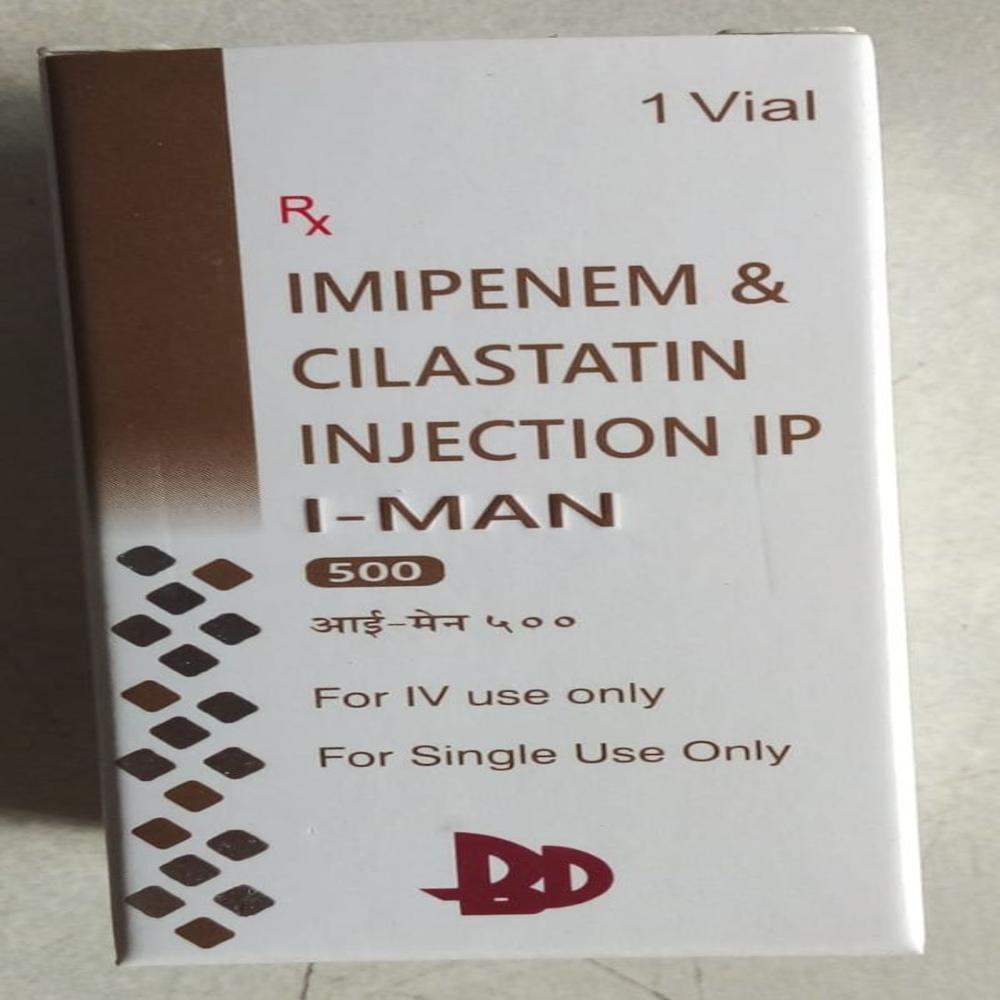 1 Vial
Rx
IMIPENEM &
CILASTATIN
INJECTION IP
I-MAN
500
आई-मेन ५००
For IV use only
For Single Use Only
BD